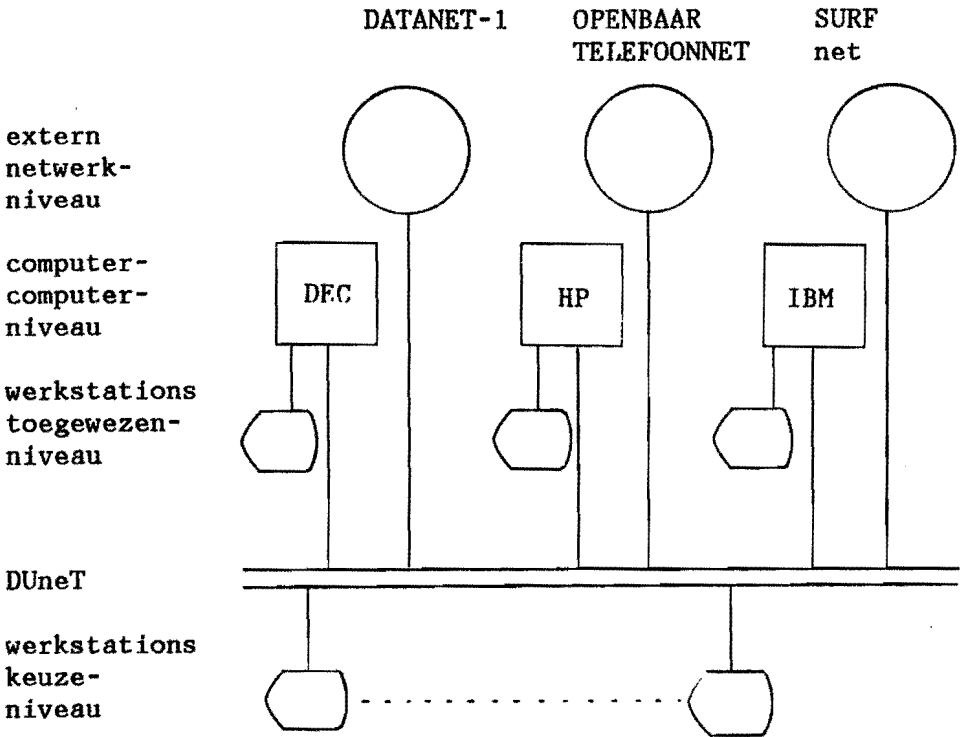 DATANET-1
OPENBAAR
TELEFOONNET
SURF
net
extern
netwerk-
niveau
computer-
computer-
niveau
DEC
HP
IBM
werkstations
toegewezen-
niveau
DUneT
werkstations
keuze-
niveau